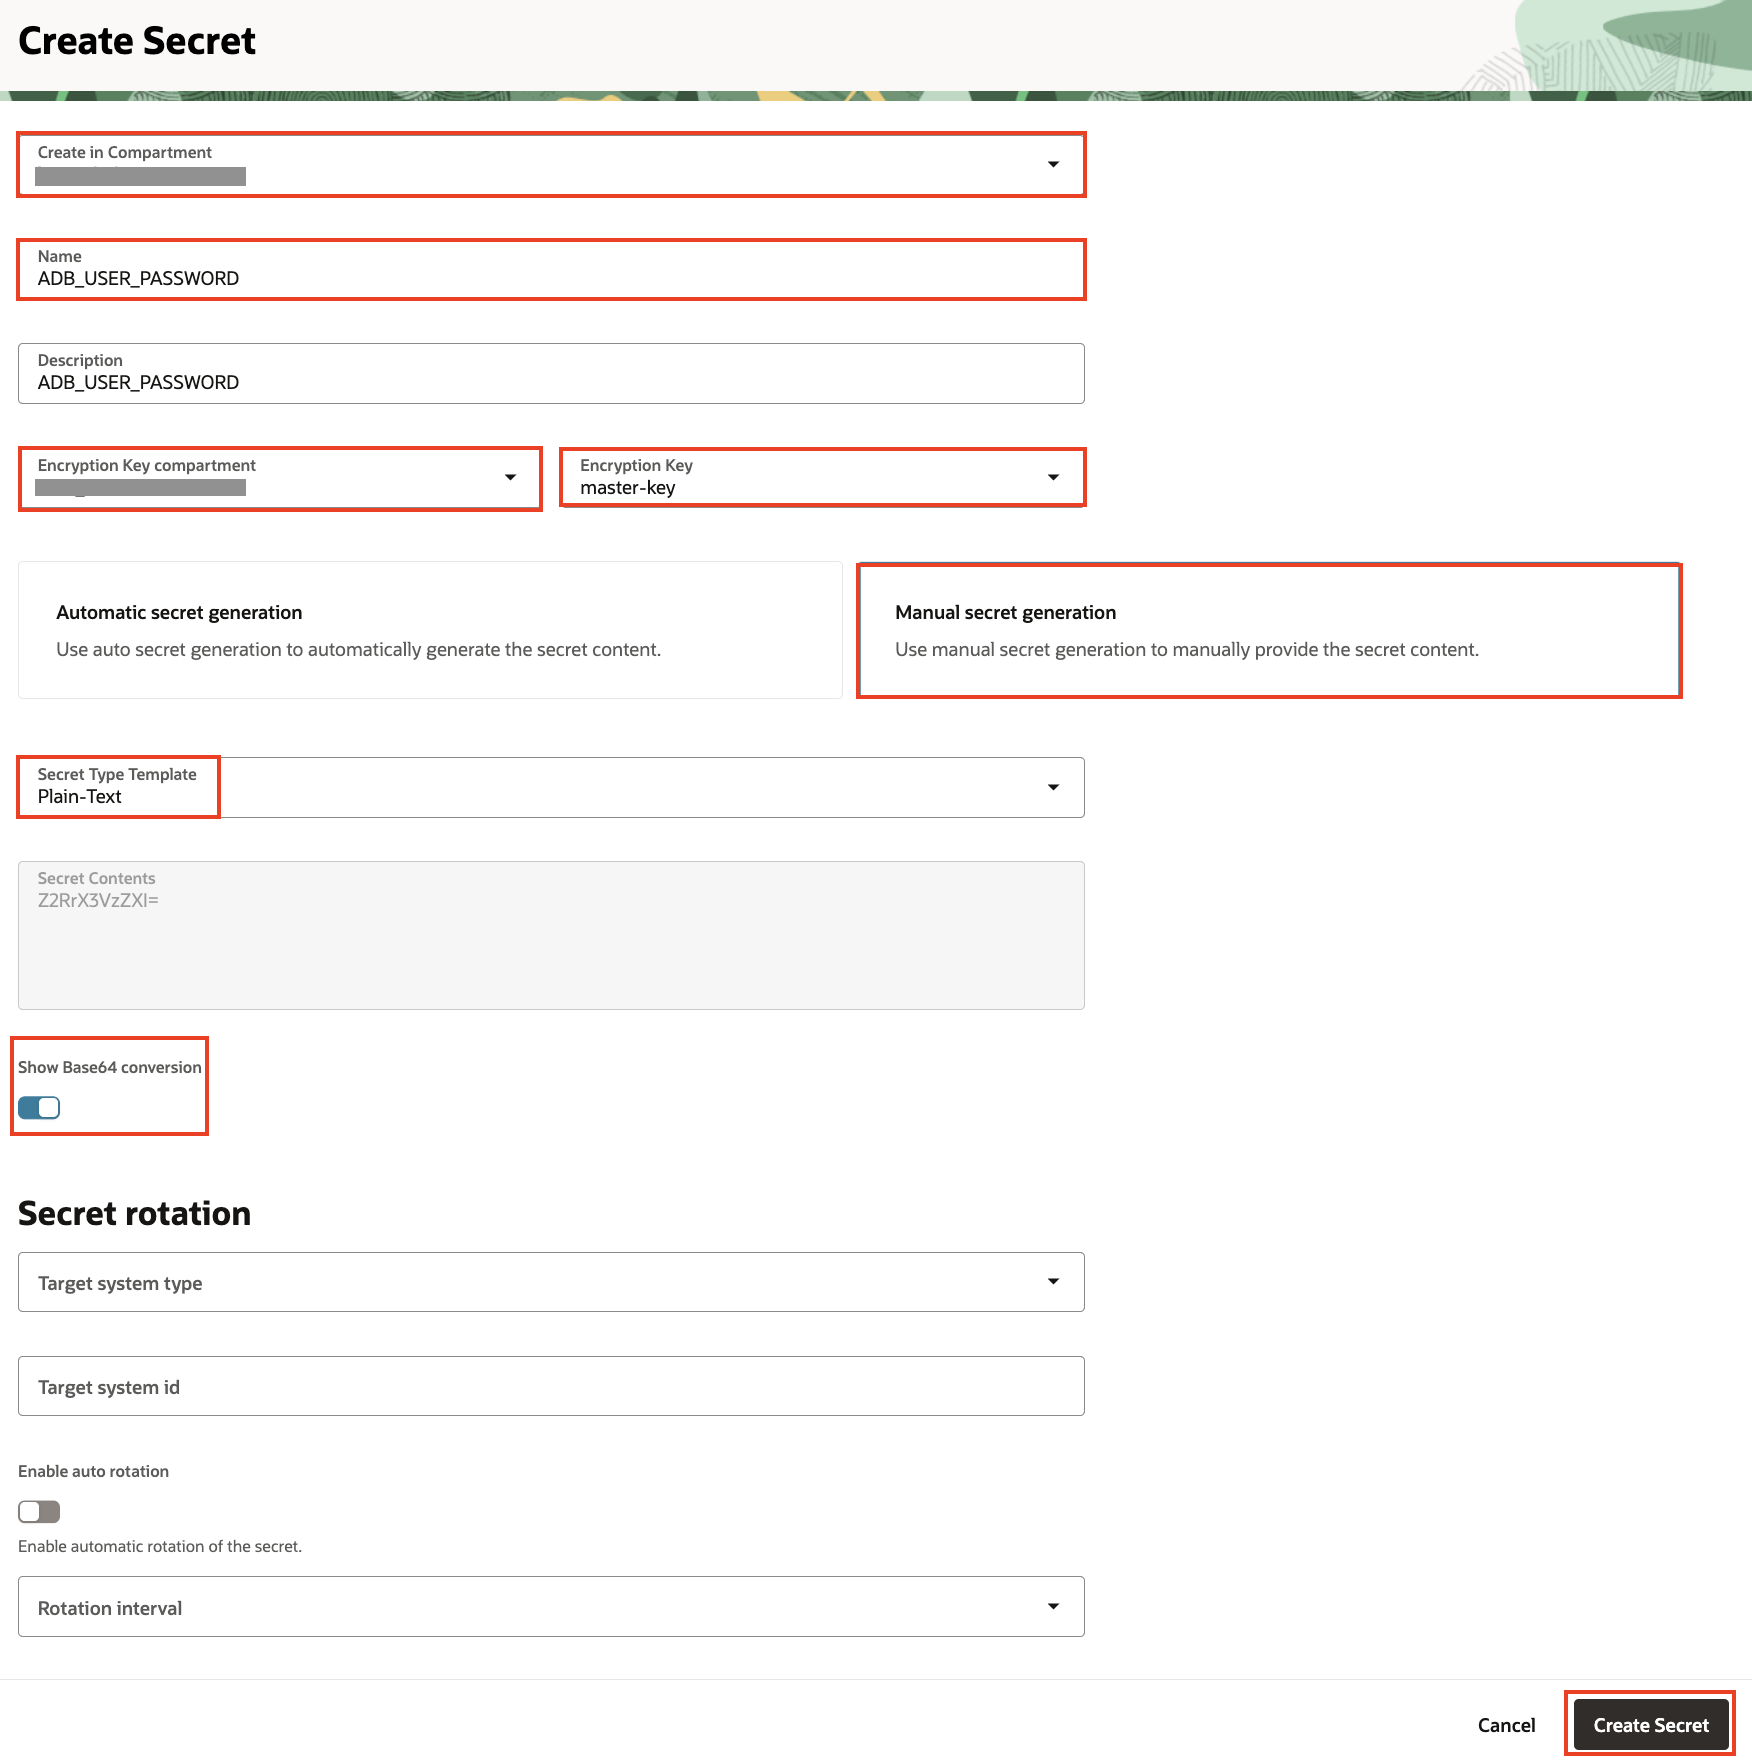 Create Secret
Create in Compartment
Name
ADB_USER_PASSWORD
Description
ADB_USER_PASSWORD
Encryption Key compartment
Encryption Key
master-key
Automatic secret generation
Use auto secret generation to automatically generate the secret content.
Manual secret generation
Use manual secret generation to manually provide the secret content.
Secret Type Template
Plain-Text
Secret Contents
Z2RrX3VzZXI=
Show Base64 conversion
Secret rotation
Target system type
Target system id
Enable auto rotation
Enable automatic rotation of the secret.
Rotation interval
Cancel
Create Secret